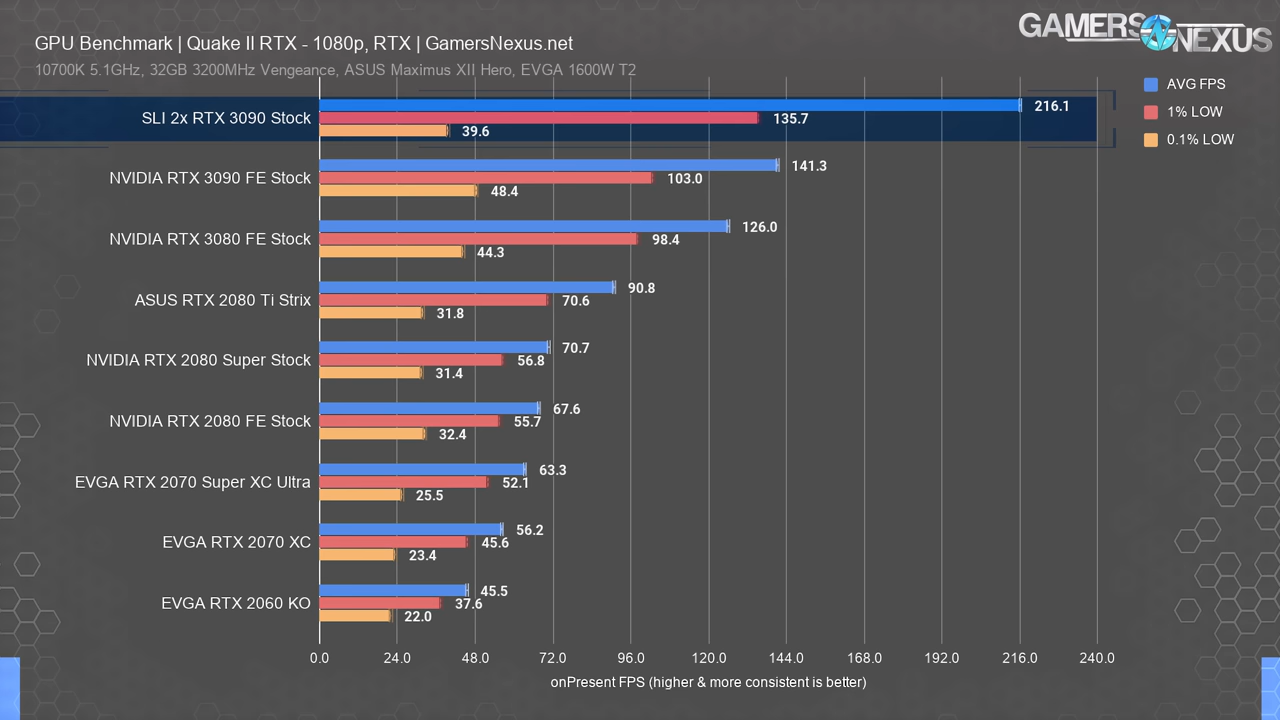 GPU Benchmark | Quake II RTX - 1080p, RTX | GamersNexus.net
10700K 5.1GHz, 32GB 3200MHz Vengeance, ASUS Maximus XII Hero, EVGA 1600W T2
GAMERS NEXUS
AVG FPS
1% LOW
0.1% LOW
SLI 2x RTX 3090 Stock
216.1
135.7
39.6
NVIDIA RTX 3090 FE Stock
141.3
103.0
48.4
NVIDIA RTX 3080 FE Stock
126.0
98.4
44.3
ASUS RTX 2080 Ti Strix
90.8
70.6
31.8
NVIDIA RTX 2080 Super Stock
70.7
56.8
31.4
NVIDIA RTX 2080 FE Stock
67.6
55.7
32.4
EVGA RTX 2070 Super XC Ultra
63.3
52.1
25.5
EVGA RTX 2070 XC
56.2
45.6
23.4
EVGA RTX 2060 KO
45.5
37.6
22.0
0.0 24.0 48.0 72.0 96.0 120.0 144.0 168.0 192.0 216.0 240.0
onPresent FPS (higher & more consistent is better)